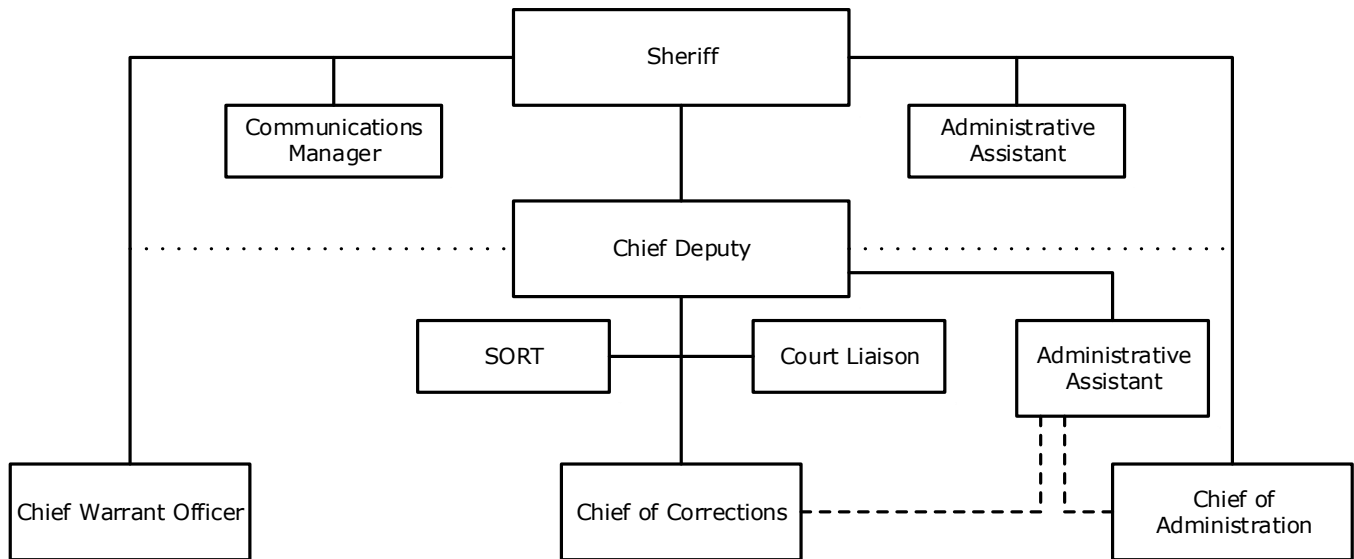 Sheriff
Communications
Manager
Administrative
Assistant
Chief Deputy
SORT
Court Liaison
Administrative
Assistant
Chief Warrant Officer
Chief of Corrections
Chief of
Administration